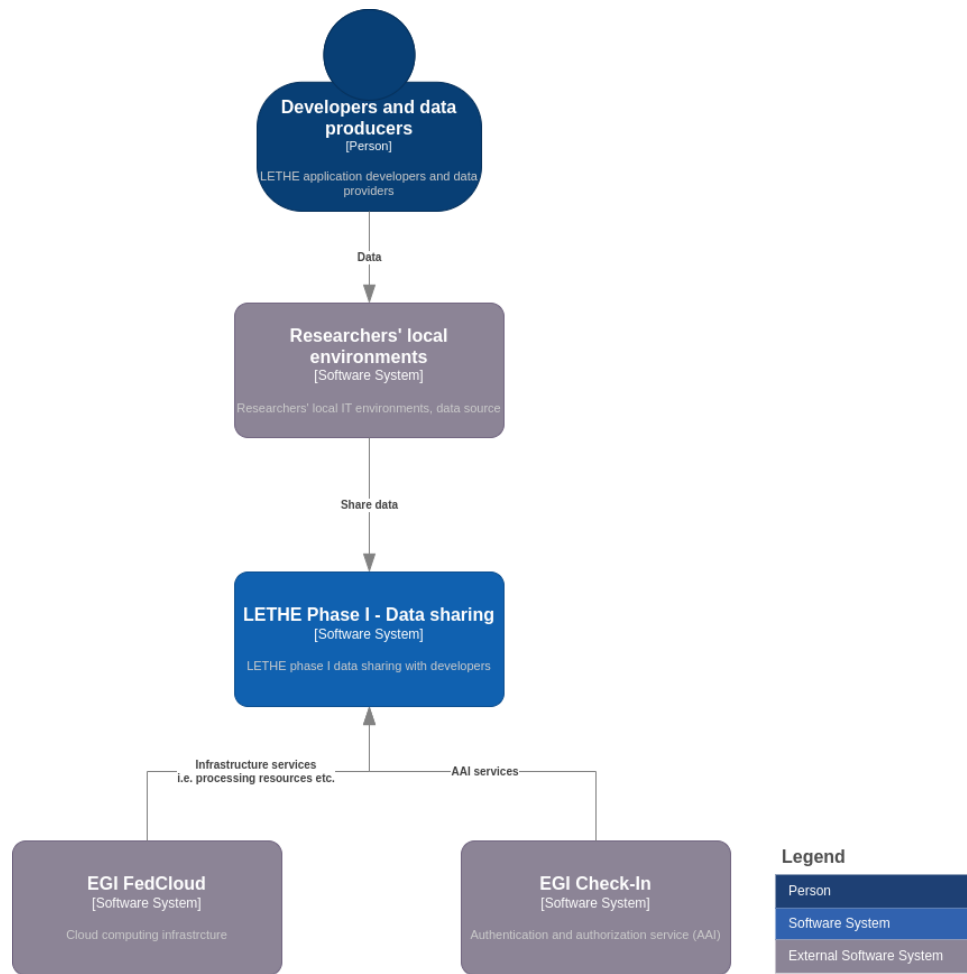 Developers and data
producers
[Person]
LETHE application developers and data
providers
Data
Researchers' local
environments
[Software System]
Researchers' local IT environments, data source
Share data
LETHE Phase I - Data sharing
[Software System]
LETHE phase I data sharing with developers
Infrastructure services
i.e. processing resources etc.
AAI services
EGI FedCloud
[Software System]
Cloud computing infrastrcture
EGI Check-In
[Software System]
Authentication and authorization service (AAI)
Legend
Person
Software System
External Software System